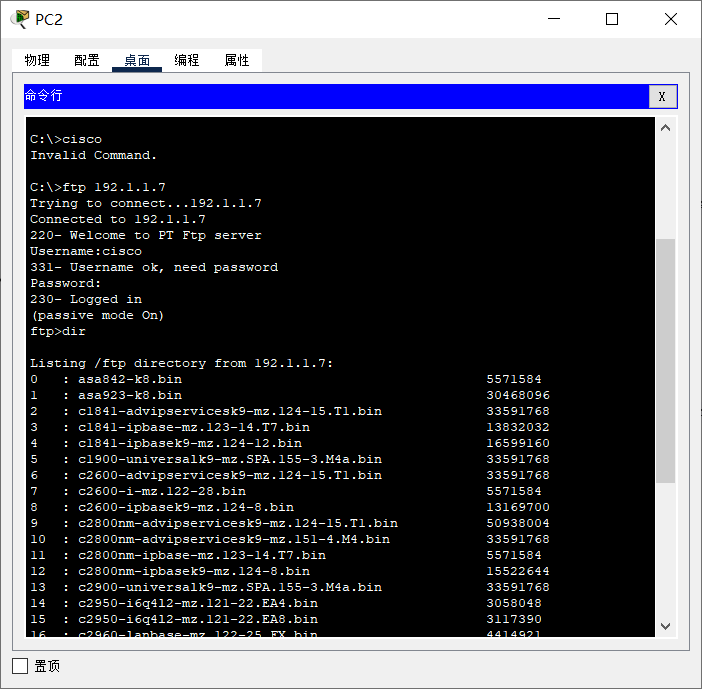 PC2
物理 配置 桌面 编程 属性
命令行 X
C:\>cisco
Invalid Command.
C:\>ftp 192.1.1.7
Trying to connect...192.1.1.7
Connected to 192.1.1.7
220- Welcome to PT Ftp server
Username:cisco
331- Username ok, need password
Password:
230- Logged in
(passive mode On)
ftp>dir
Listing /ftp directory from 192.1.1.7:
0 : asa842-k8.bin 5571584
1 : asa923-k8.bin 30468096
2 : c1841-advipservicesk9-mz.124-15.T1.bin 33591768
3 : c1841-ipbase-mz.123-14.T7.bin 13832032
4 : c1841-ipbasek9-mz.124-12.bin 16599160
5 : c1900-universalk9-mz.SPA.155-3.M4a.bin 33591768
6 : c2600-advipservicesk9-mz.124-15.T1.bin 33591768
7 : c2600-i-mz.122-28.bin 5571584
8 : c2600-ipbasek9-mz.124-8.bin 13169700
9 : c2800nm-advipservicesk9-mz.124-15.T1.bin 50938004
10 : c2800nm-advipservicesk9-mz.151-4.M4.bin 33591768
11 : c2800nm-ipbase-mz.123-14.T7.bin 5571584
12 : c2800nm-ipbasek9-mz.124-8.bin 15522644
13 : c2900-universalk9-mz.SPA.155-3.M4a.bin 33591768
14 : c2950-i6q4l2-mz.121-22.EA4.bin 3058048
15 : c2950-i6q4l2-mz.121-22.EA8.bin 3117390
16 : c2960-lanbase-mz.122-25.FX.bin 4414921
置顶